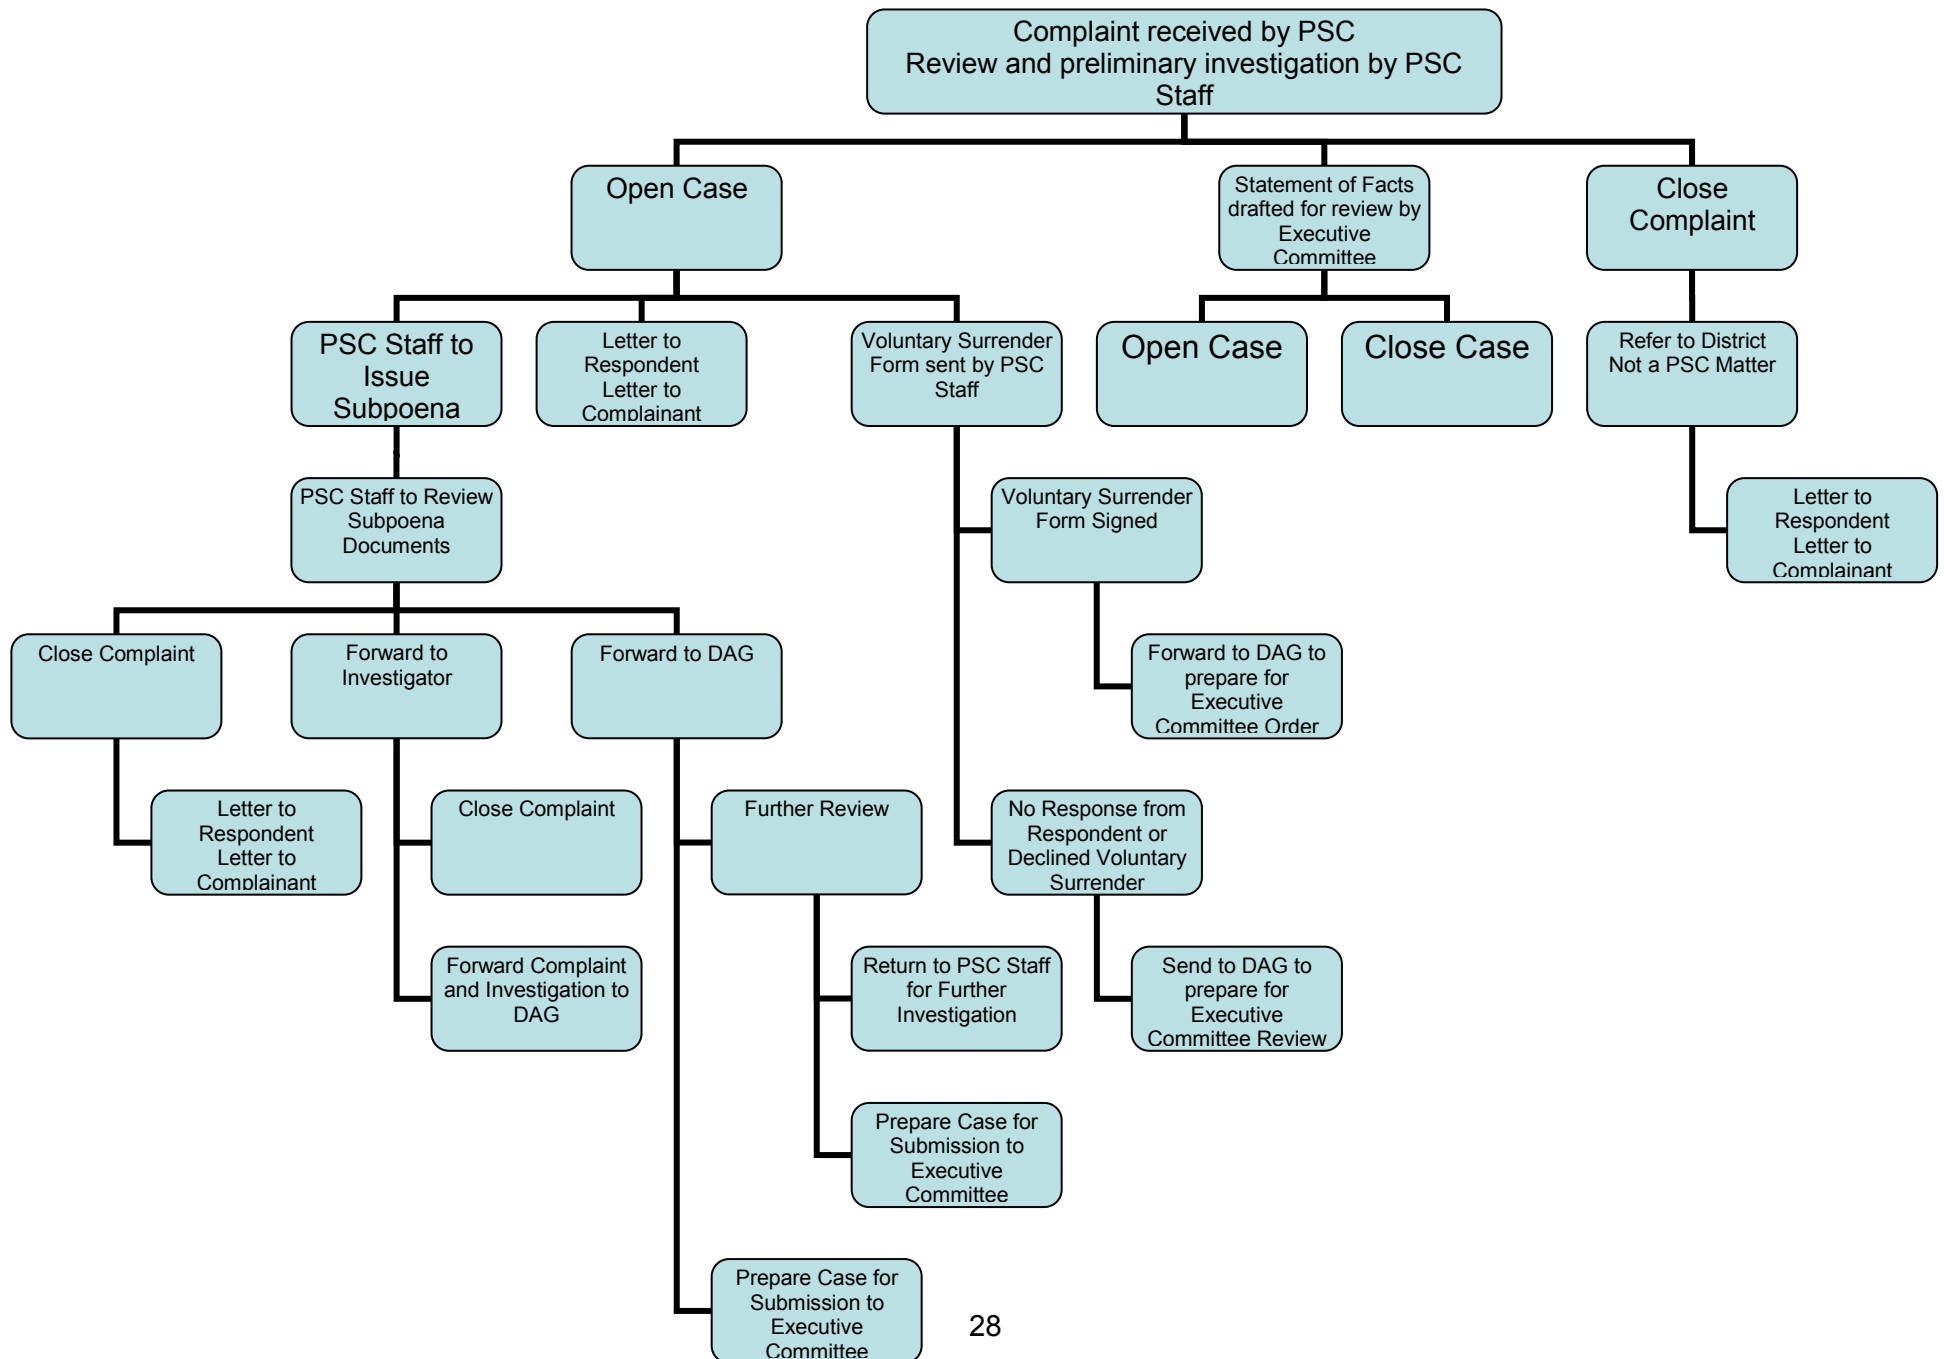 Complaint received by PSC
Review and preliminary investigation by PSC
Staff
Open Case
Statement of Facts
drafted for review by
Executive
Committee
Close
Complaint
PSC Staff to
Issue
Subpoena
Letter to
Respondent
Letter to
Complainant
Voluntary Surrender
Form sent by PSC
Staff
Open Case
Close Case
Refer to District
Not a PSC Matter
PSC Staff to Review
Subpoena
Documents
Voluntary Surrender
Form Signed
Letter to
Respondent
Letter to
Complainant
Close Complaint
Forward to
Investigator
Forward to DAG
Forward to DAG to
prepare for
Executive
Committee Order
Letter to
Respondent
Letter to
Complainant
Close Complaint
Further Review
No Response from
Respondent or
Declined Voluntary
Surrender
Forward Complaint
and Investigation to
DAG
Return to PSC Staff
for Further
Investigation
Send to DAG to
prepare for
Executive
Committee Review
Prepare Case for
Submission to
Executive
Committee
Prepare Case for
Submission to
Executive
Committee
28